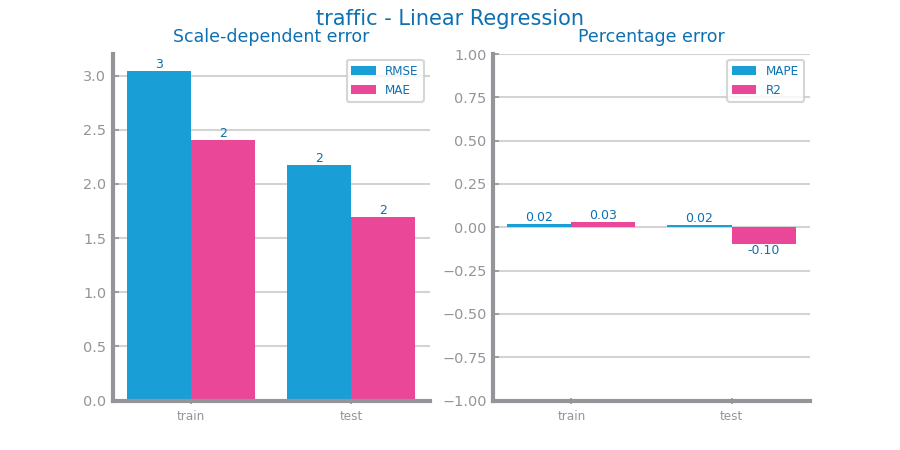 traffic - Linear Regression
Scale-dependent error
3.0
2.5
2.0
1.5
1.0
0.5
0.0
3
2
2
2
RMSE
MAE
train
test
Percentage error
1.00
0.75
0.50
0.25
0.00
−0.25
−0.50
−0.75
−1.00
0.02
0.03
0.02
-0.10
MAPE
R2
train
test